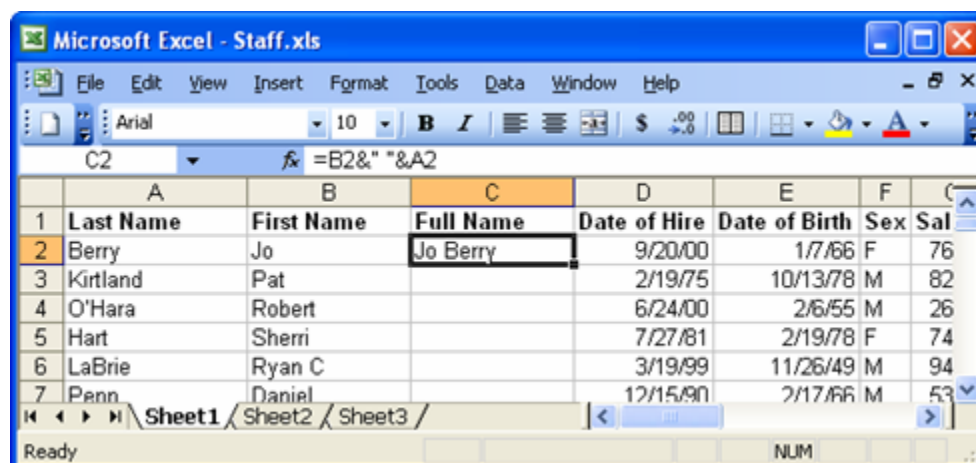 Microsoft Excel - Staff.xls
File Edit View Insert Format Tools Data Window Help
Arial 10 B I $ .00 A
C2 fx =B2&" "&A2
A B C D E F
1 Last Name First Name Full Name Date of Hire Date of Birth Sex Sal
2 Berry Jo Jo Berry 9/20/00 1/7/66 F 76
3 Kirtland Pat 2/19/75 10/13/78 M 82
4 O'Hara Robert 6/24/00 2/6/55 M 26
5 Hart Sherri 7/27/81 2/19/78 F 74
6 LaBrie Ryan C 3/19/99 11/26/49 M 94
7 Penn Daniel 12/15/90 2/17/66 M 53
Sheet1 Sheet2 Sheet3
Ready NUM